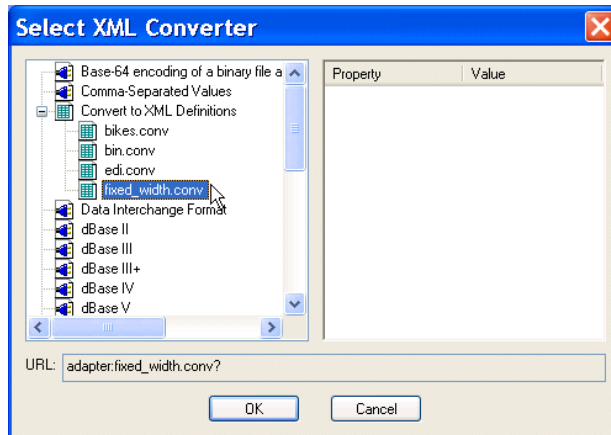 Select XML Converter
Base-64 encoding of a binary file a
Comma-Separated Values
Convert to XML Definitions
bikes.conv
bin.conv
edi.conv
fixed_width.conv
Data Interchange Format
dBase II
dBase III
dBase III+
dBase IV
dBase V
Property Value
URL: adapter:fixed_width.conv?
OK Cancel